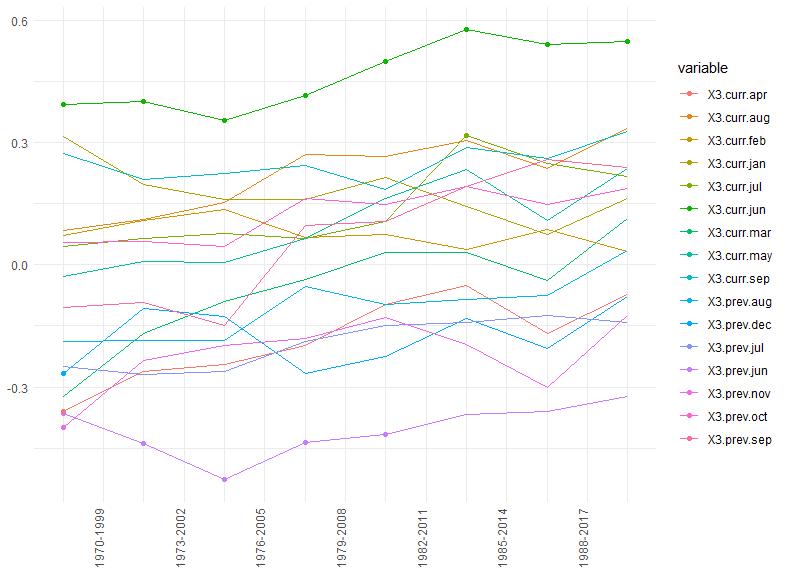 0.6
0.3
0.0
-0.3
1970-1999
1973-2002
1976-2005
1979-2008
1982-2011
1985-2014
1988-2017
variable
X3.curr.apr
X3.curr.aug
X3.curr.feb
X3.curr.jan
X3.curr.jul
X3.curr.jun
X3.curr.mar
X3.curr.may
X3.curr.sep
X3.prev.aug
X3.prev.dec
X3.prev.jul
X3.prev.jun
X3.prev.nov
X3.prev.oct
X3.prev.sep